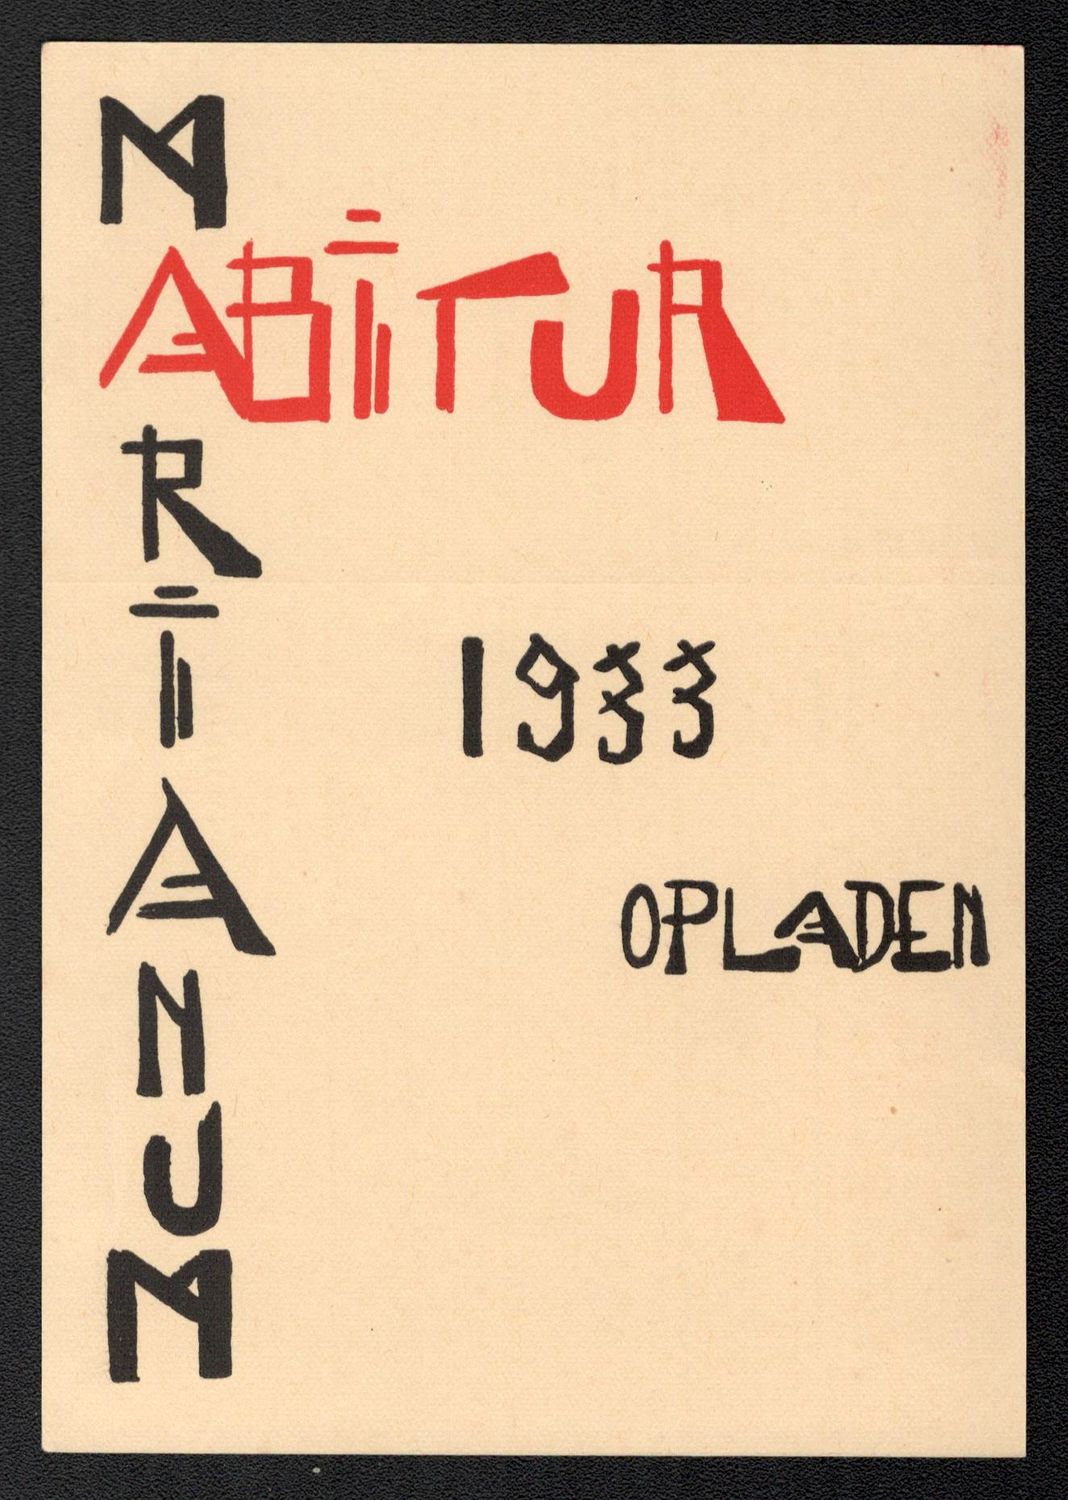 MARIANUM
ABITUR
1933
OPLADEN